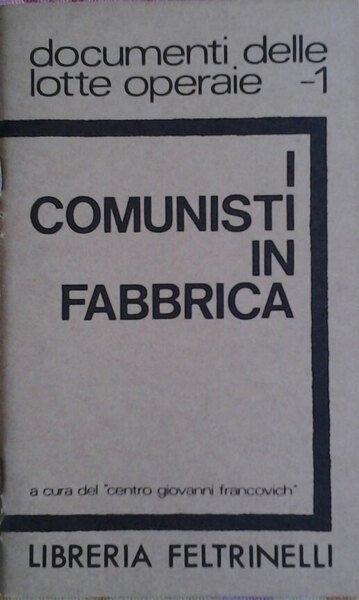 documenti delle
lotte operaie -1
I
COMUNISTI
IN
FABBRICA
a cura del "centro giovanni francovich"
LIBRERIA FELTRINELLI